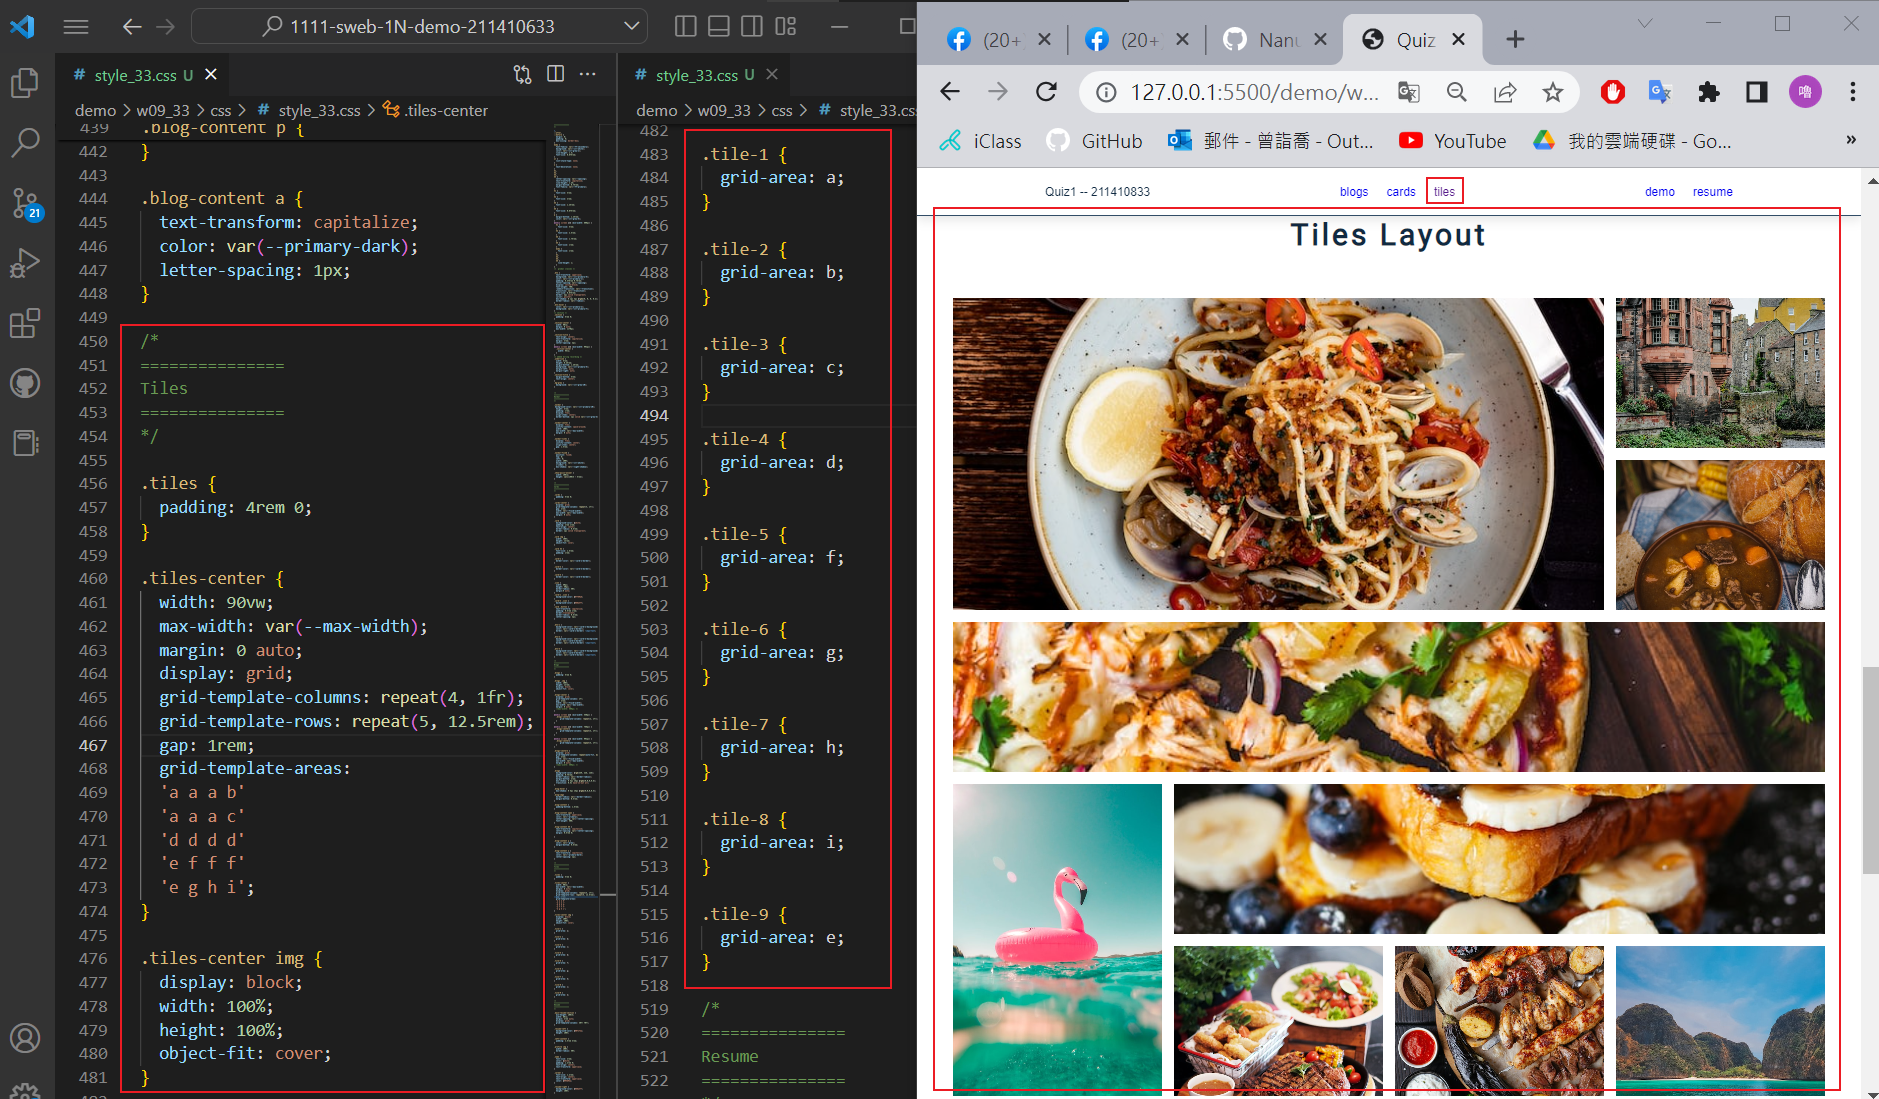 1111-sweb-1N-demo-211410633
# style_33.css U
demo > w09_33 > css > # style_33.css > .tiles-center
439 .blog-content p {
442 }
443
444 .blog-content a {
445 text-transform: capitalize;
446 color: var(--primary-dark);
447 letter-spacing: 1px;
448 }
449
450 /*
451 ===============
452 Tiles
453 ===============
454 */
455
456 .tiles {
457 padding: 4rem 0;
458 }
459
460 .tiles-center {
461 width: 90vw;
462 max-width: var(--max-width);
463 margin: 0 auto;
464 display: grid;
465 grid-template-columns: repeat(4, 1fr);
466 grid-template-rows: repeat(5, 12.5rem);
467 gap: 1rem;
468 grid-template-areas:
469 'a a a b'
470 'a a a c'
471 'd d d d'
472 'e f f f'
473 'e g h i';
474 }
475
476 .tiles-center img {
477 display: block;
478 width: 100%;
479 height: 100%;
480 object-fit: cover;
481 }
21
# style_33.css U
demo > w09_33 > css > # style_33.cs
482
483 .tile-1 {
484 grid-area: a;
485 }
486
487 .tile-2 {
488 grid-area: b;
489 }
490
491 .tile-3 {
492 grid-area: c;
493 }
494
495 .tile-4 {
496 grid-area: d;
497 }
498
499 .tile-5 {
500 grid-area: f;
501 }
502
503 .tile-6 {
504 grid-area: g;
505 }
506
507 .tile-7 {
508 grid-area: h;
509 }
510
511 .tile-8 {
512 grid-area: i;
513 }
514
515 .tile-9 {
516 grid-area: e;
517 }
518
519 /*
520 ===============
521 Resume
522 ===============
(20+ (20+ Nanu Quiz
127.0.0.1:5500/demo/w...
iClass GitHub 郵件 - 曾詣喬 - Out... YouTube 我的雲端硬碟 - Go... »
Quiz1 -- 211410833 blogs cards tiles demo resume
Tiles Layout